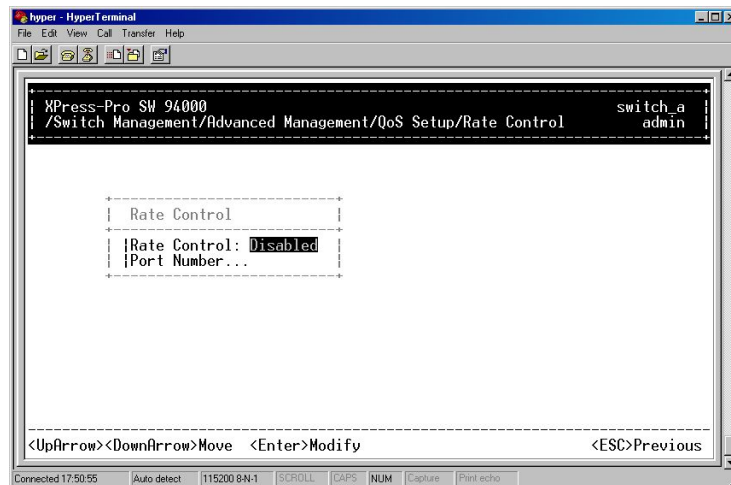 hyper - HyperTerminal
File Edit View Call Transfer Help
XPress-Pro SW 94000 switch_a
/Switch Management/Advanced Management/QoS Setup/Rate Control admin
Rate Control
Rate Control: Disabled
Port Number...
<UpArrow><DownArrow>Move <Enter>Modify <ESC>Previous
Connected 17:50:55 Auto detect 115200 8-N-1 SCROLL CAPS NUM Capture Print echo